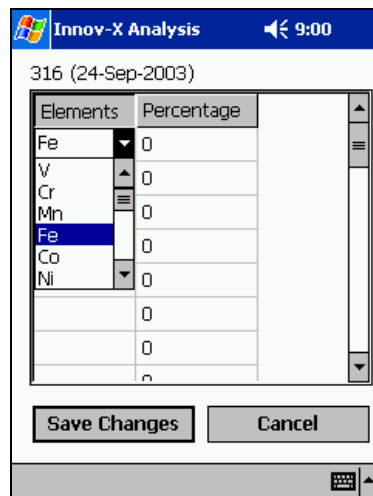 Innov-X Analysis 9:00
316 (24-Sep-2003)
Elements Percentage
Fe 0
V 0
Cr
Mn 0
Fe 0
Co
Ni 0
0
0
0
Save Changes Cancel